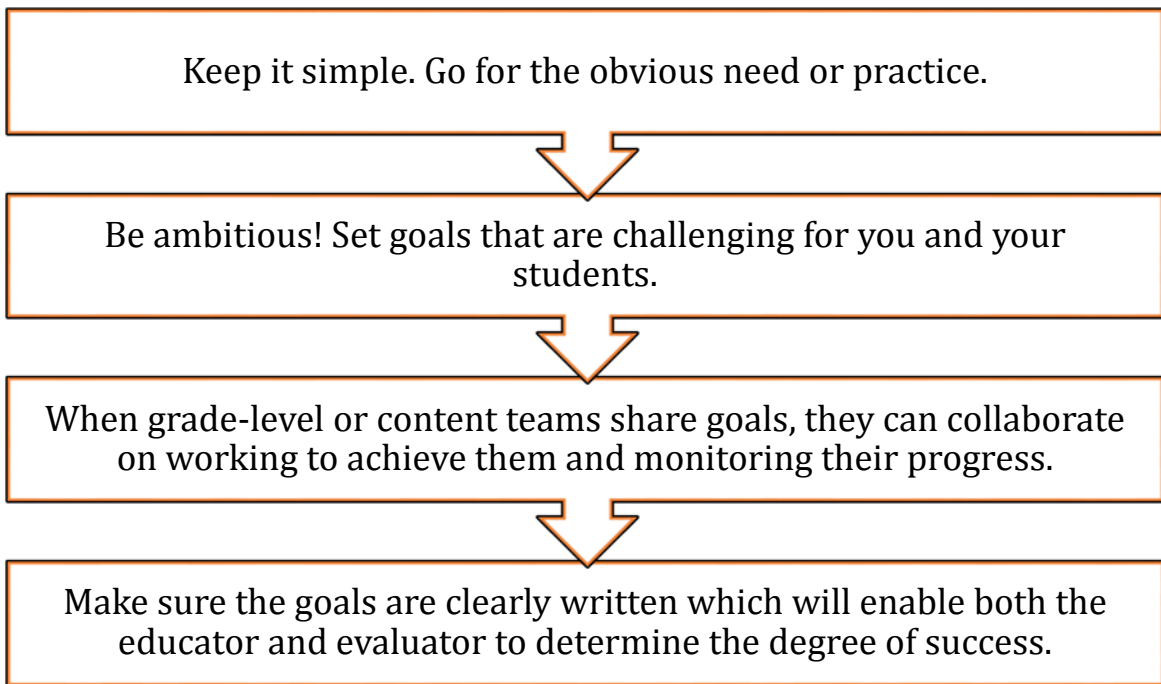 Keep it simple. Go for the obvious need or practice.
Be ambitious! Set goals that are challenging for you and your
students.
When grade-level or content teams share goals, they can collaborate
on working to achieve them and monitoring their progress.
Make sure the goals are clearly written which will enable both the
educator and evaluator to determine the degree of success.